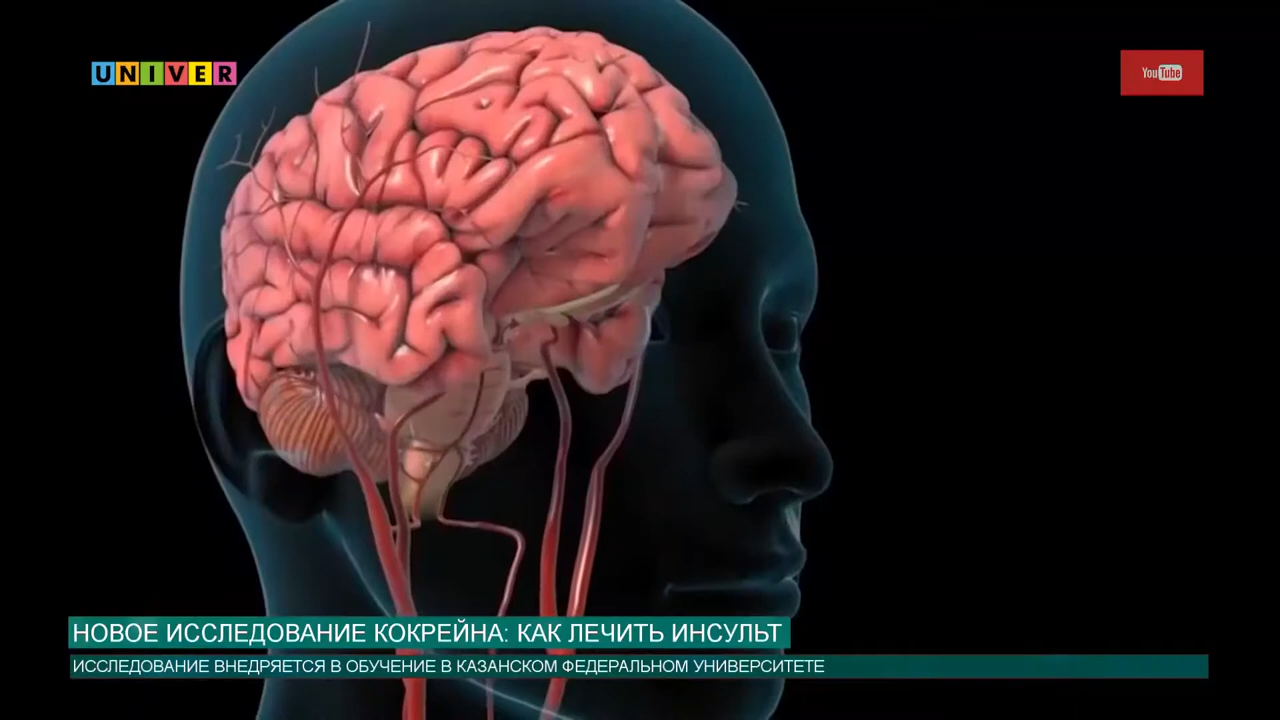 UNIVER
YouTube
НОВОЕ ИССЛЕДОВАНИЕ КОКРЕЙНА: КАК ЛЕЧИТЬ ИНСУЛЬТ
ИССЛЕДОВАНИЕ ВНЕДРЯЕТСЯ В ОБУЧЕНИЕ В КАЗАНСКОМ ФЕДЕРАЛЬНОМ УНИВЕРСИТЕТЕ